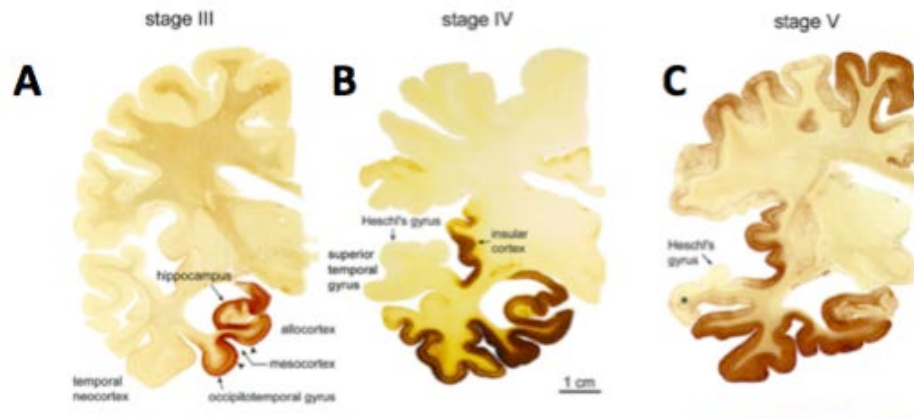 stage III
stage IV
stage V
A
B
C
Heschl's gyrus
superior
temporal
gyrus
insular
cortex
Heschl's
gyrus
hippocampus
allocortex
mesocortex
temporal
neocortex
occipitotemporal gyrus
1 cm